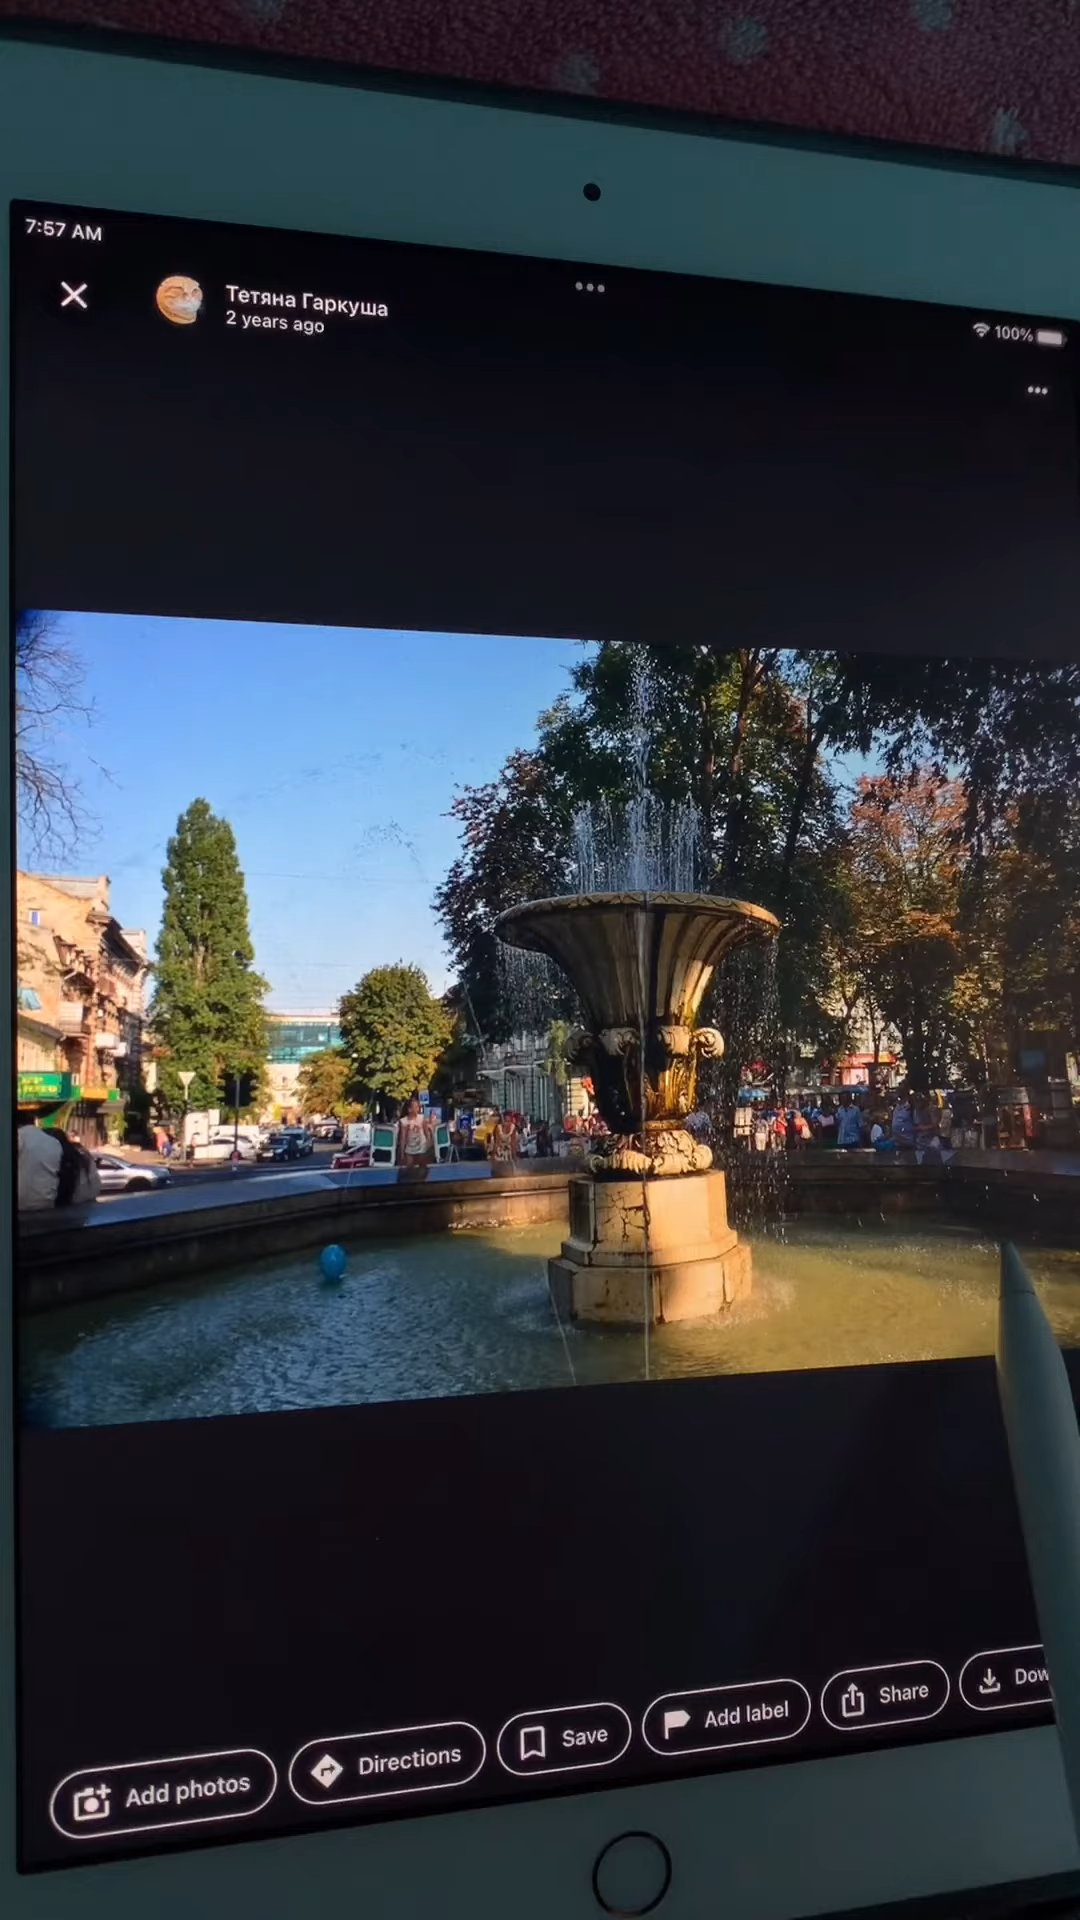 7:57 AM
Тетяна Гаркуша
2 years ago
100%
Add photos
Directions
Save
Add label
Share
Dow